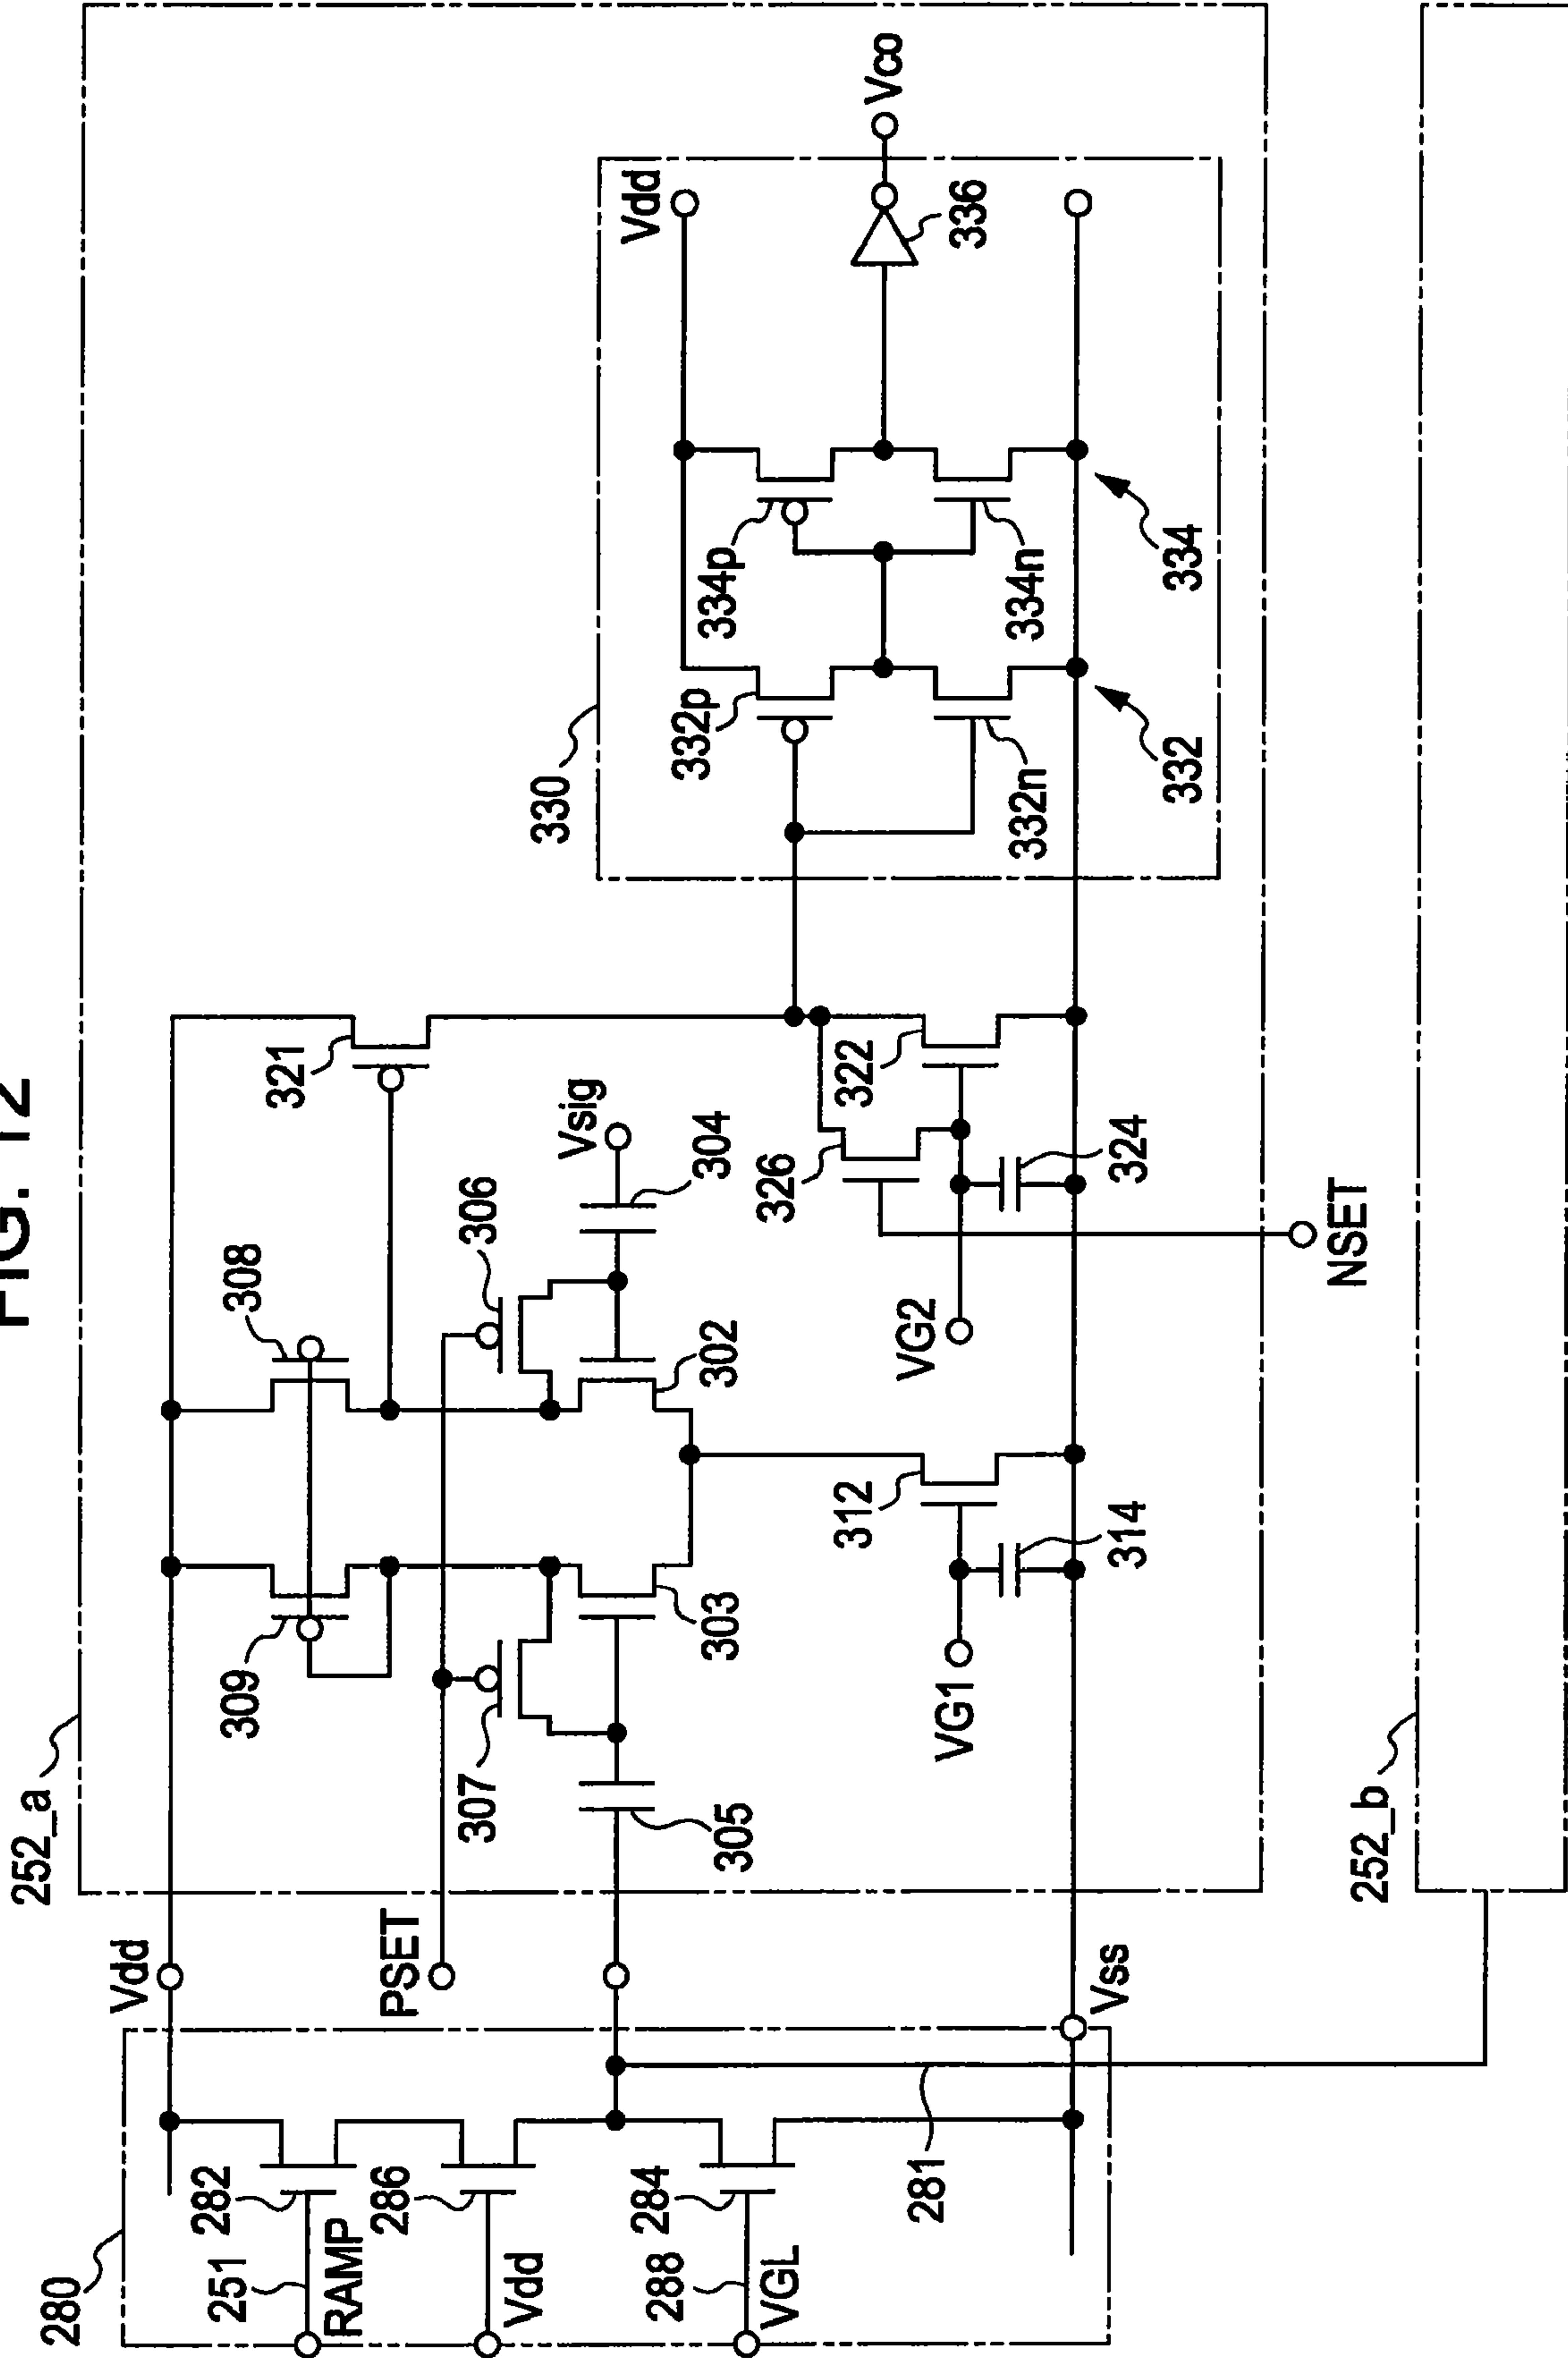 FIG. 12
252_a
280
Vdd
PSET
Vss
251
RAMP
282
286
Vdd
288
VGL
284
281
309
308
307
306
305
303
302
Vsig
304
VG1
312
314
VG2
326
322
324
321
NSET
330
Vdd
332p
332n
332
334p
334n
334
336
Vco
252_b